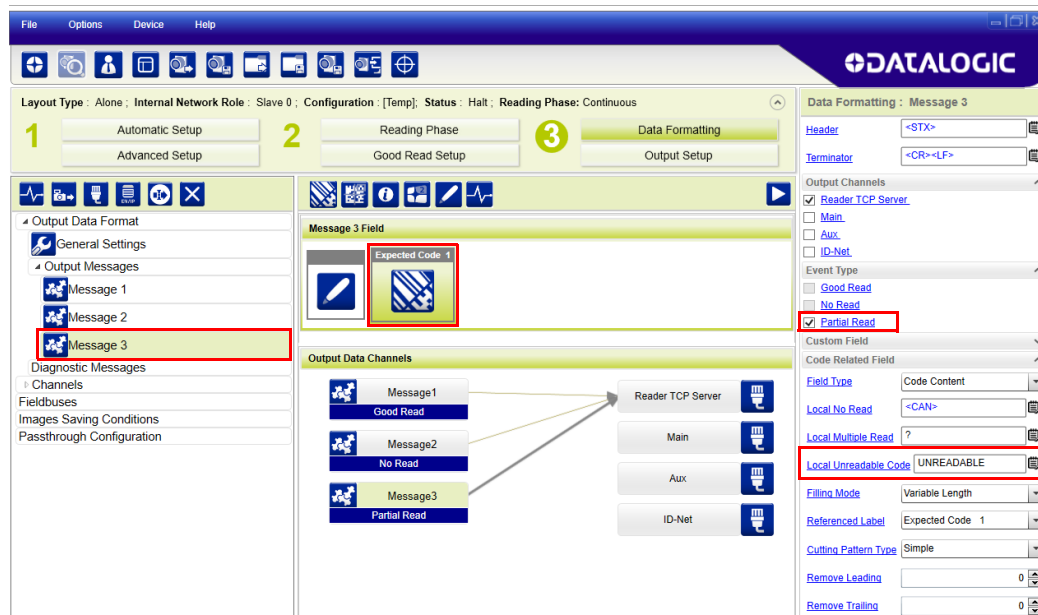 File Options Device Help
DATALOGIC
Layout Type : Alone ; Internal Network Role : Slave 0 ; Configuration : [Temp]; Status : Halt ; Reading Phase: Continuous
1 Automatic Setup
Advanced Setup
2 Reading Phase
Good Read Setup
3 Data Formatting
Output Setup
Output Data Format
General Settings
Output Messages
Message 1
Message 2
Message 3
Diagnostic Messages
Channels
Fieldbuses
Images Saving Conditions
Passthrough Configuration
Message 3 Field
Expected Code 1
Output Data Channels
Message1
Good Read
Message2
No Read
Message3
Partial Read
Reader TCP Server
Main
Aux
ID-Net
Data Formatting : Message 3
Header <STX>
Terminator <CR><LF>
Output Channels
Reader TCP Server
Main
Aux
ID-Net
Event Type
Good Read
No Read
Partial Read
Custom Field
Code Related Field
Field Type Code Content
Local No Read <CAN>
Local Multiple Read ?
Local Unreadable Code UNREADABLE
Filling Mode Variable Length
Referenced Label Expected Code 1
Cutting Pattern Type Simple
Remove Leading 0
Remove Trailing 0